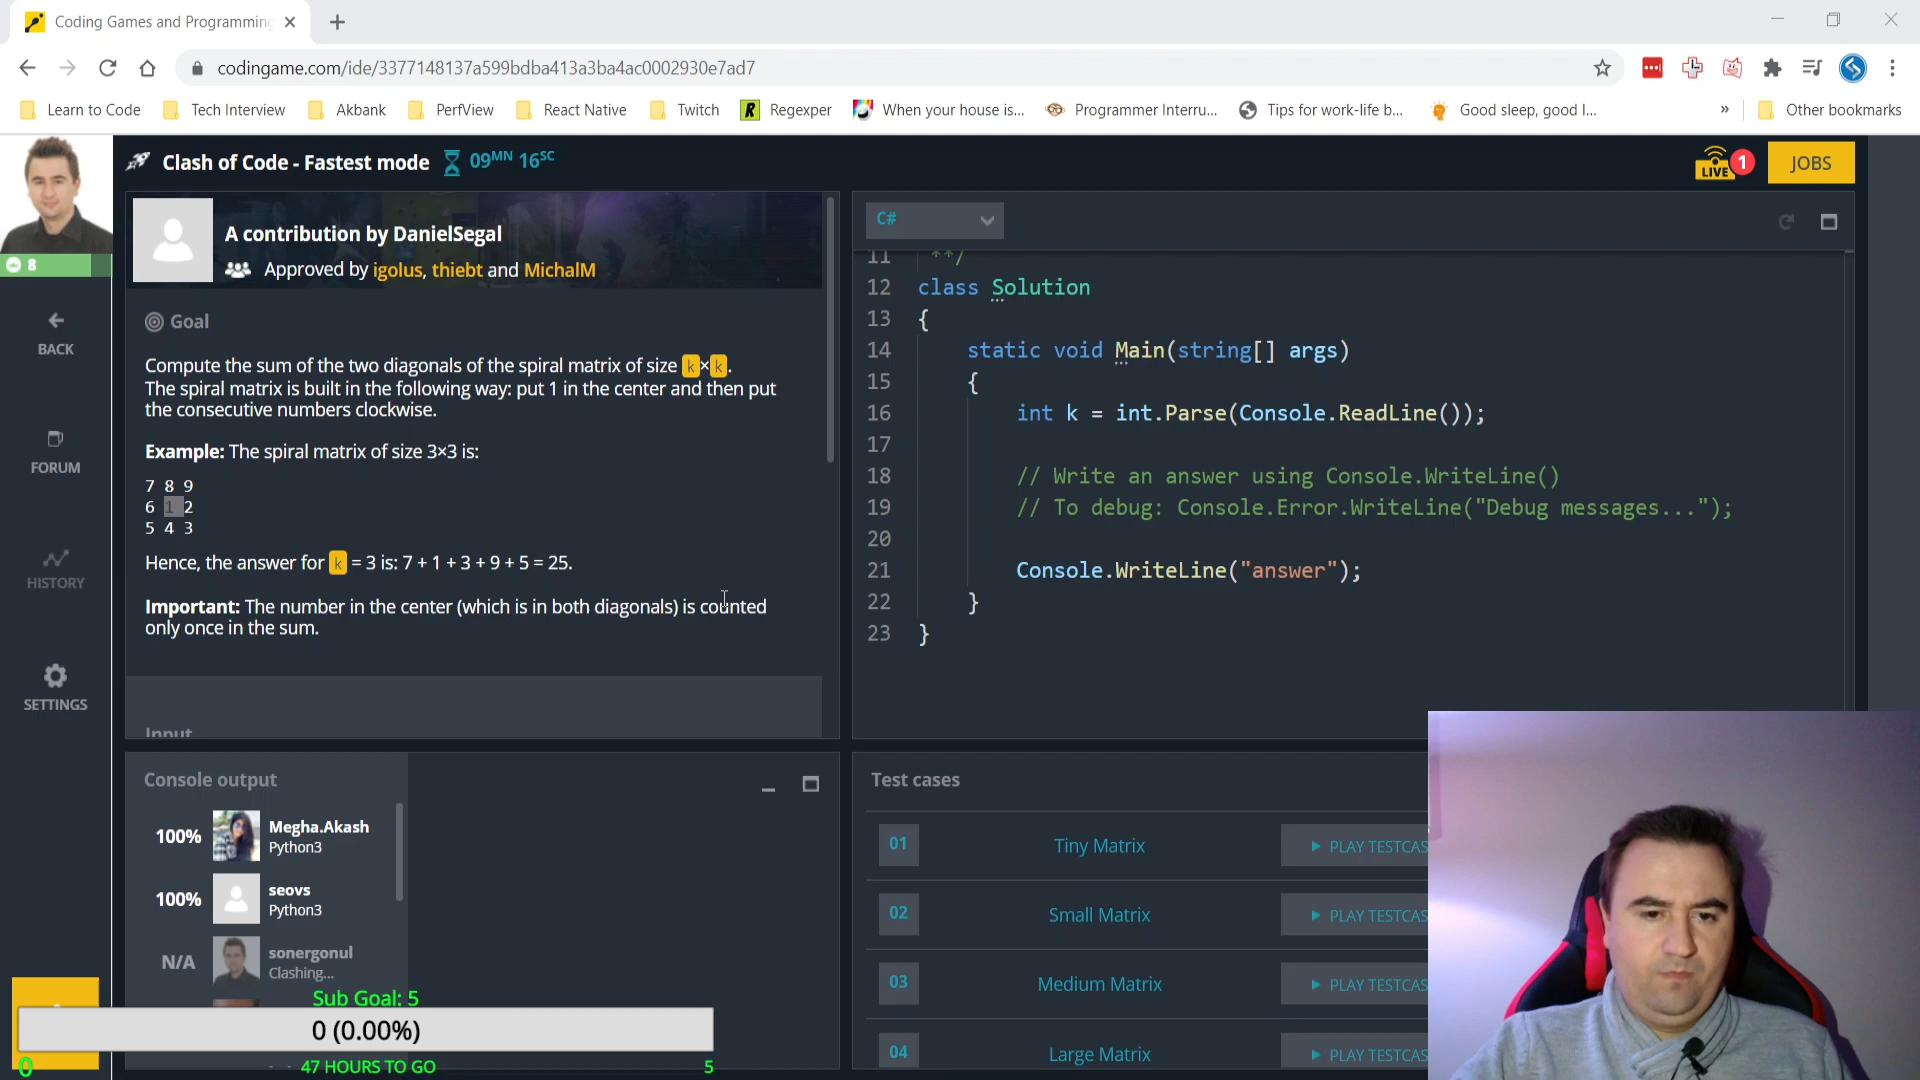 Coding Games and Programming
codingame.com/ide/3377148137a599bdba413a3ba4ac0002930e7ad7
Learn to Code
Tech Interview
Akbank
PerfView
React Native
Twitch
R
Regexper
When your house is...
Programmer Interru...
Tips for work-life b...
Good sleep, good l...
»
Other bookmarks
Clash of Code - Fastest mode
09MN 16SC
LIVE
1
JOBS
8
BACK
FORUM
HISTORY
SETTINGS
A contribution by DanielSegal
Approved by igolus, thiebt and MichalM
Goal
Compute the sum of the two diagonals of the spiral matrix of size k×k.
The spiral matrix is built in the following way: put 1 in the center and then put
the consecutive numbers clockwise.
Example: The spiral matrix of size 3×3 is:
7 8 9
6 1 2
5 4 3
Hence, the answer for k = 3 is: 7 + 1 + 3 + 9 + 5 = 25.
Important: The number in the center (which is in both diagonals) is counted
only once in the sum.
Input
C#
11 **/
12 class Solution
13 {
14 static void Main(string[] args)
15 {
16 int k = int.Parse(Console.ReadLine());
17
18 // Write an answer using Console.WriteLine()
19 // To debug: Console.Error.WriteLine("Debug messages...");
20
21 Console.WriteLine("answer");
22 }
23 }
Console output
100%
Megha.Akash
Python3
100%
seovs
Python3
N/A
sonergonul
Clashing...
Sub Goal: 5
0 (0.00%)
0
47 HOURS TO GO
5
Test cases
01 Tiny Matrix PLAY TESTCAS
02 Small Matrix PLAY TESTCAS
03 Medium Matrix PLAY TESTCAS
04 Large Matrix PLAY TESTCAS